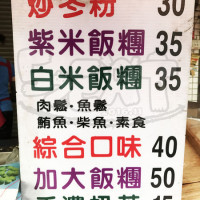 炒冬粉 30
紫米飯糰 35
白米飯糰 35
肉鬆·魚鬆
鮪魚·柴魚·素食
綜合口味 40
加大飯糰 50